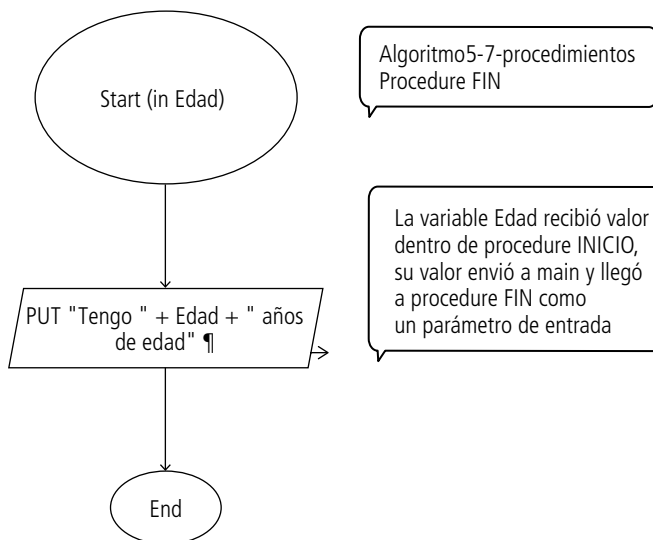 Start (in Edad)
Algoritmo5-7-procedimientos
Procedure FIN
La variable Edad recibió valor
dentro de procedure INICIO,
su valor envió a main y llegó
a procedure FIN como
un parámetro de entrada
PUT "Tengo " + Edad + " años
de edad" ¶
End